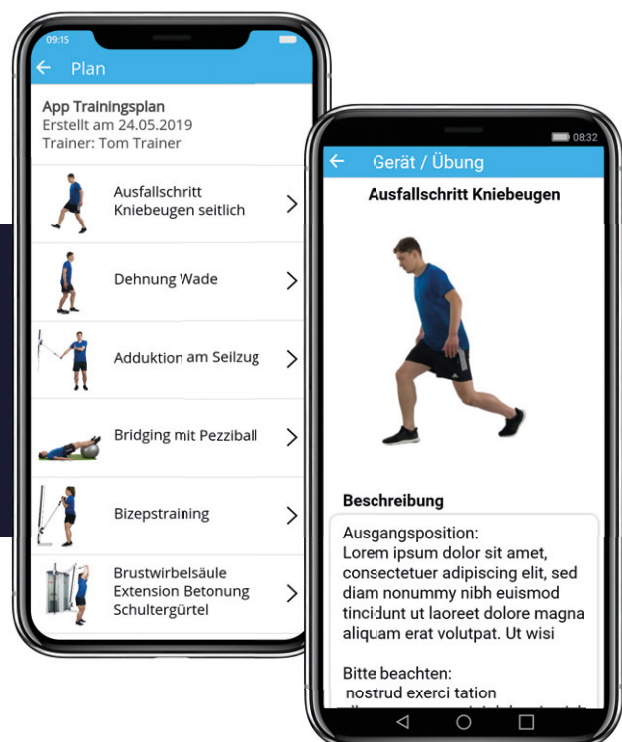 09:15
Plan
App Trainingsplan
Erstellt am 24.05.2019
Trainer: Tom Trainer
Ausfallschritt
Kniebeugen seitlich
Dehnung Wade
Adduktion am Seilzug
Bridging mit Pezziball
Bizepstraining
Brustwirbelsäule
Extension Betonung
Schultergürtel
08:32
Gerät / Übung
Ausfallschritt Kniebeugen
Beschreibung
Ausgangsposition:
Lorem ipsum dolor sit amet,
consectetuer adipiscing elit, sed
diam nonummy nibh euismod
tincidunt ut laoreet dolore magna
aliquam erat volutpat. Ut wisi
Bitte beachten:
nostrud exerci tation